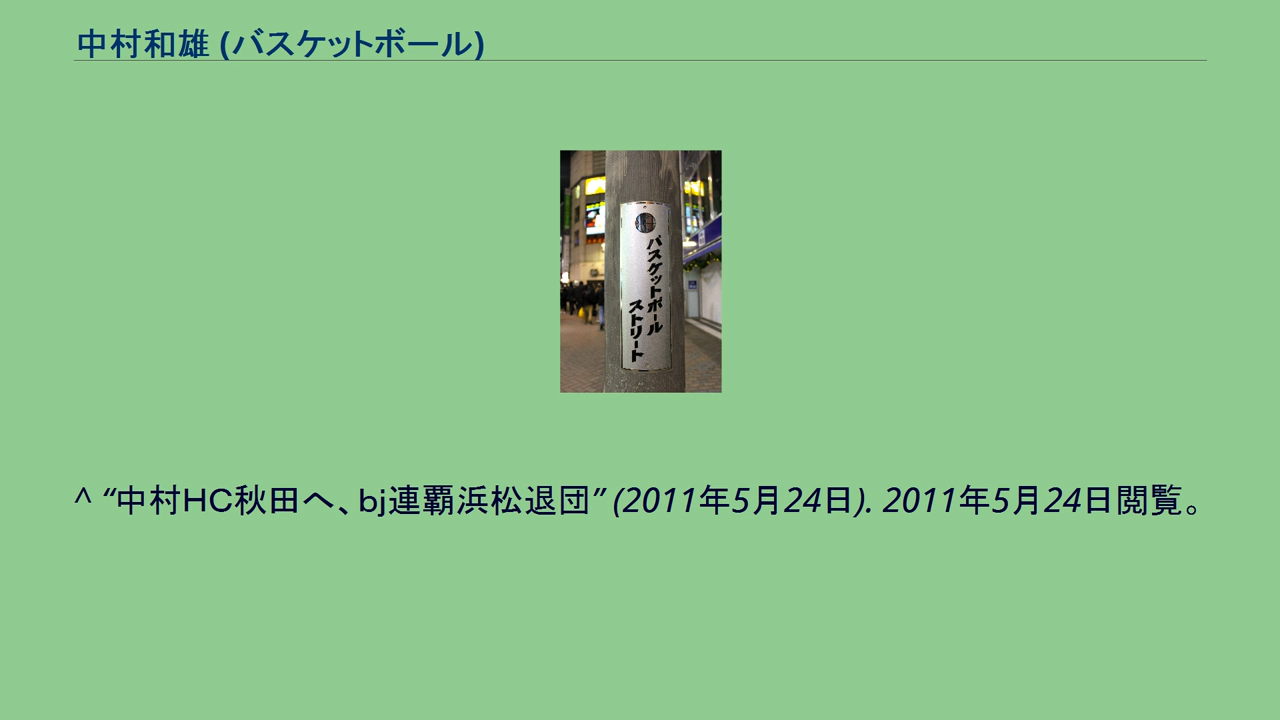 中村和雄 (バスケットボール)
バスケットボール
ストリート
^ “中村HC秋田へ、bj連覇浜松退団” (2011年5月24日). 2011年5月24日閲覧。